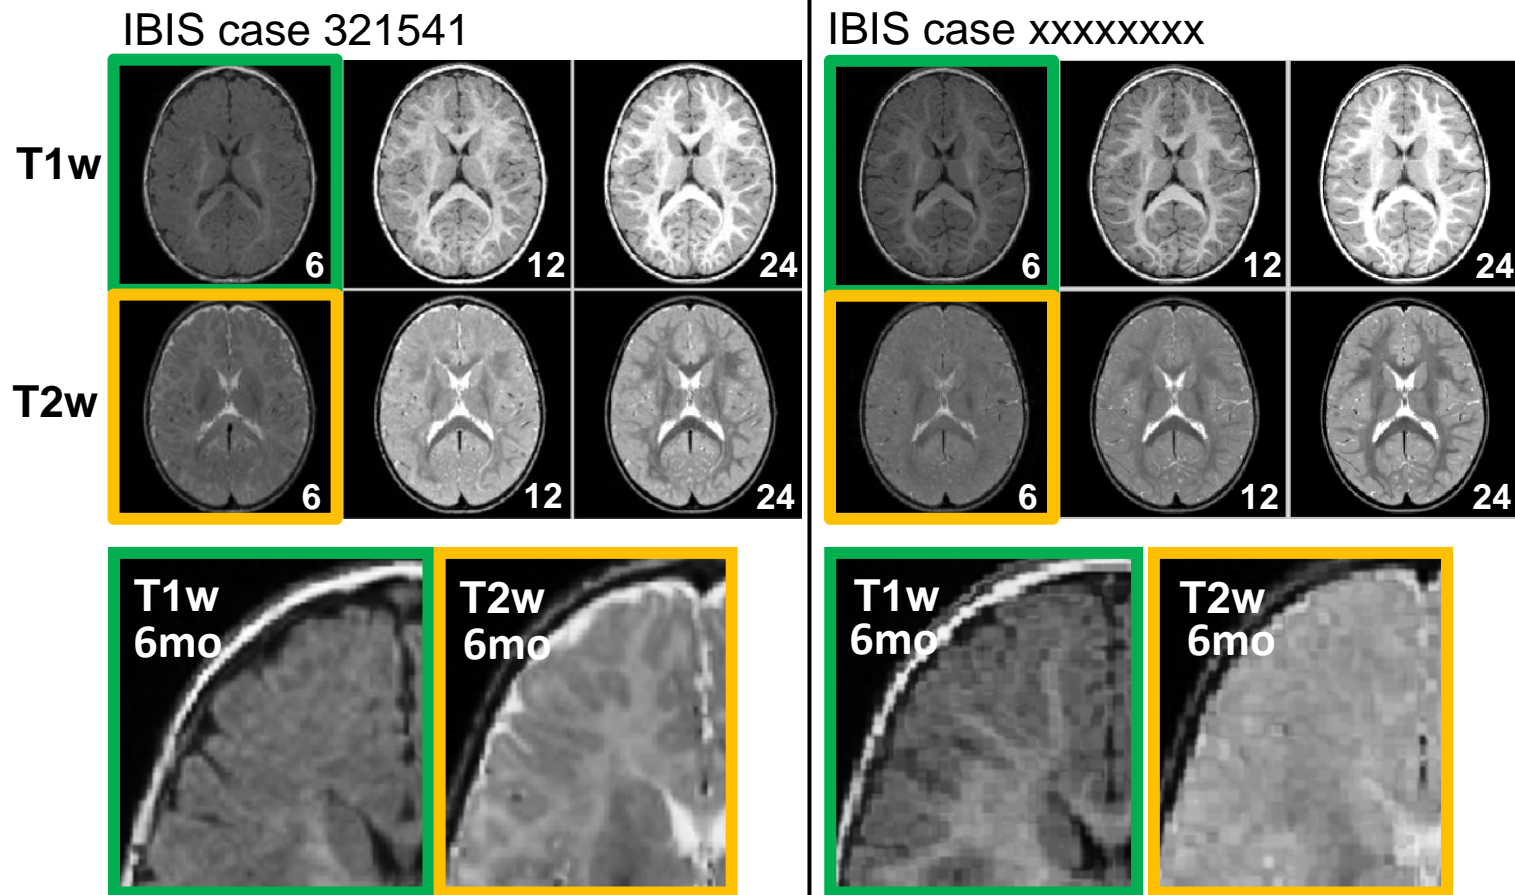 IBIS case 321541
IBIS case xxxxxxxx
T1w
6
12
24
6
12
24
T2w
6
12
24
6
12
24
T1w
6mo
T2w
6mo
T1w
6mo
T2w
6mo